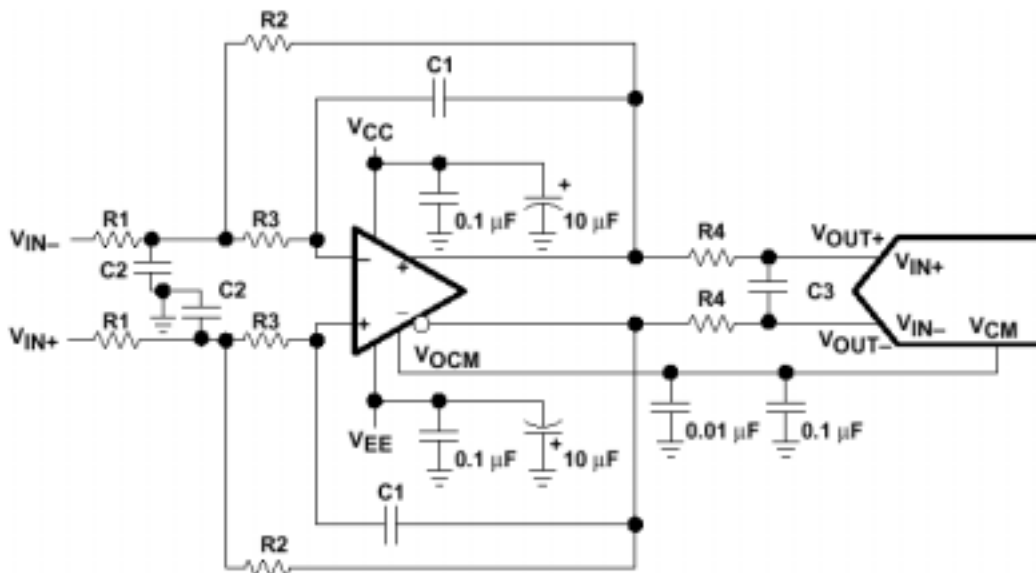 R2
C1
VCC
0.1 µF
10 µF
+
R1
R3
VIN–
C2
C2
–
+
R4
VOUT+
VIN+
C3
R1
R3
VIN+
+
–
R4
VIN–
VOUT–
VCM
VOCM
VEE
0.1 µF
10 µF
+
0.01 µF
0.1 µF
C1
R2